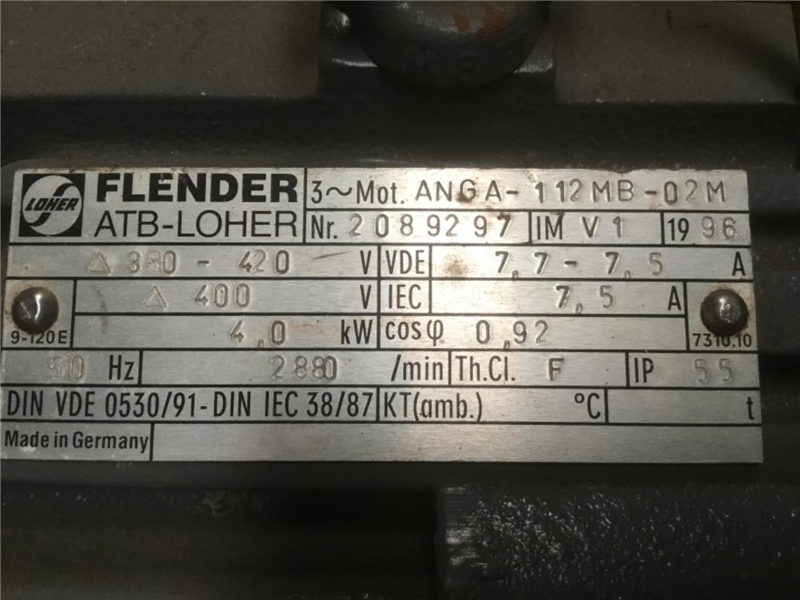 LOHER FLENDER 3~Mot. ANGA-112MB-02M
ATB-LOHER Nr. 2089297 IM V1 1996
△ 380 - 420 V VDE 7,7-7,5 A
△ 400 V IEC 7,5 A
9-120E 4,0 kW cosφ 0,92 7310.10
50 Hz 2880 /min Th.Cl. F IP 55
DIN VDE 0530/91-DIN IEC 38/87 KT(amb.) °C t
Made in Germany